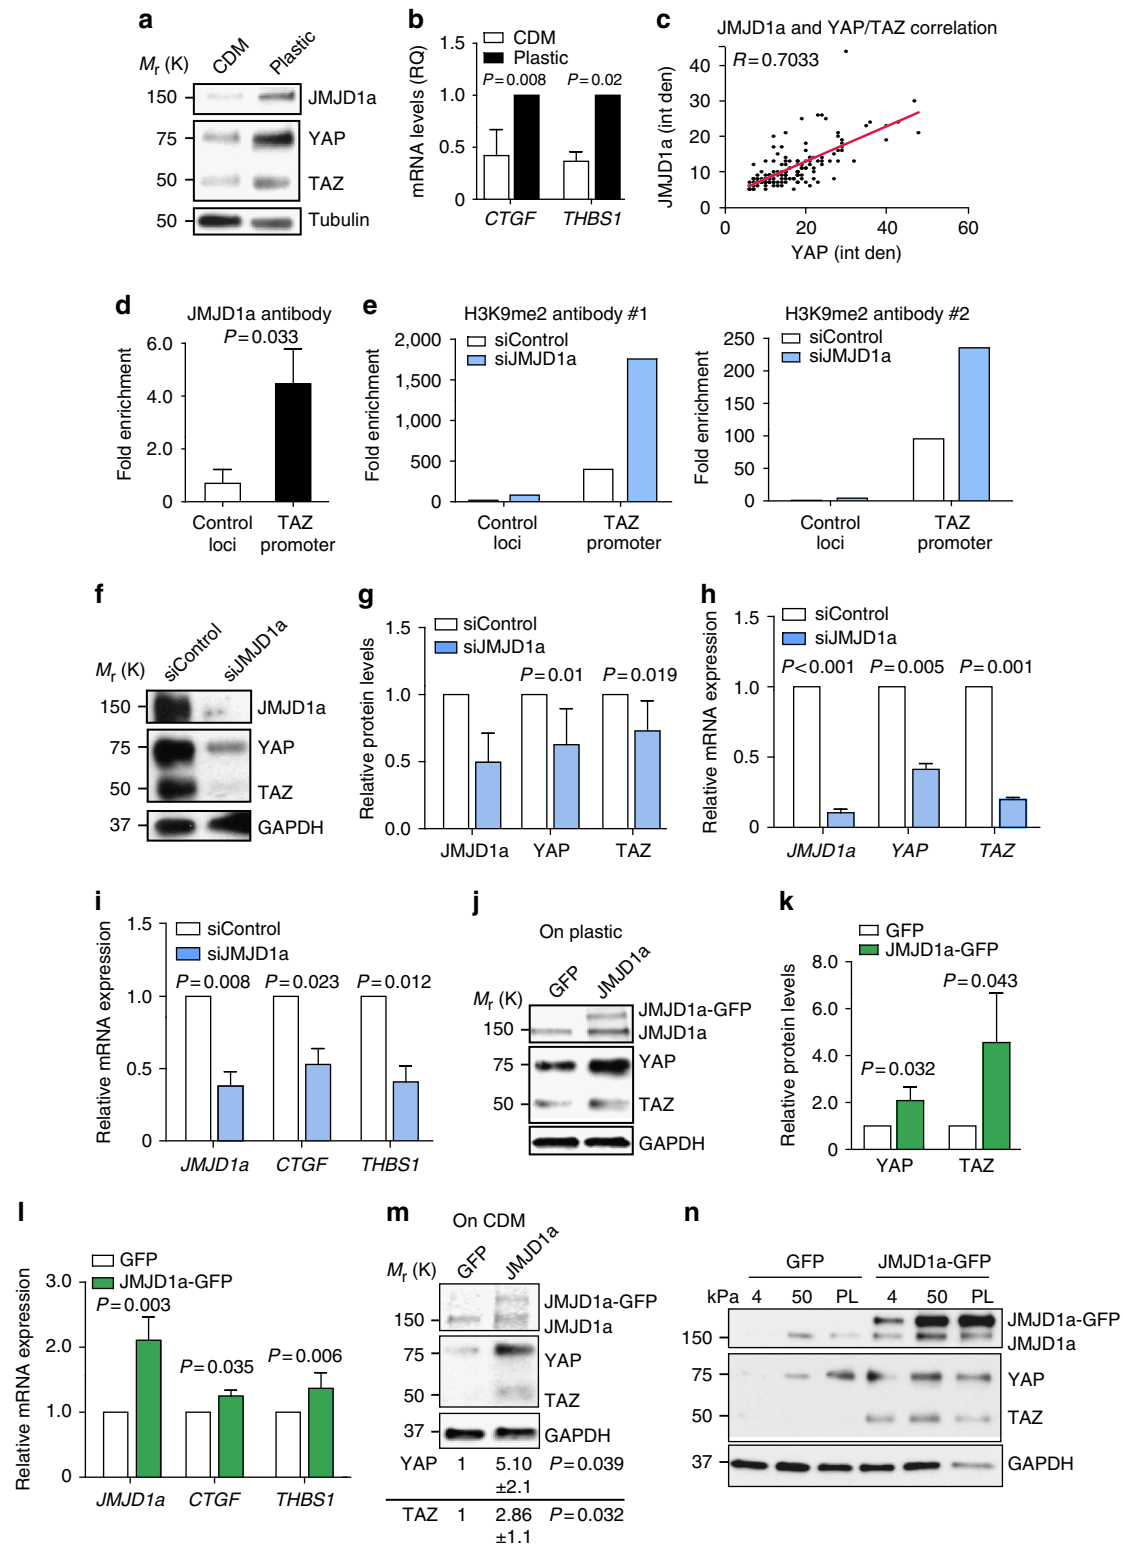 a
Mr (K)
CDM
Plastic
150
JMJD1a
75
YAP
50
TAZ
50
Tubulin
b
CDM
Plastic
mRNA levels (RQ)
1.5
1.0
0.5
0
P=0.008
P=0.02
CTGF
THBS1
c
JMJD1a and YAP/TAZ correlation
R=0.7033
JMJD1a (int den)
40
30
20
10
0
0
20
40
60
YAP (int den)
d
JMJD1a antibody
P=0.033
Fold enrichment
6.0
4.0
2.0
0
Control loci
TAZ promoter
e
H3K9me2 antibody #1
siControl
siJMJD1a
Fold enrichment
2,000
1,500
1,000
500
0
Control loci
TAZ promoter
H3K9me2 antibody #2
siControl
siJMJD1a
Fold enrichment
250
200
150
100
50
0
Control loci
TAZ promoter
f
Mr (K)
siControl
siJMJD1a
150
JMJD1a
75
YAP
50
TAZ
37
GAPDH
g
siControl
siJMJD1a
Relative protein levels
1.5
1.0
0.5
0.0
P=0.01
P=0.019
JMJD1a
YAP
TAZ
h
siControl
siJMJD1a
Relative mRNA expression
1.5
1.0
0.5
0
P<0.001
P=0.005
P=0.001
JMJD1a
YAP
TAZ
i
siControl
siJMJD1a
Relative mRNA expression
1.5
1.0
0.5
0
P=0.008
P=0.023
P=0.012
JMJD1a
CTGF
THBS1
j
On plastic
Mr (K)
GFP
JMJD1a
JMJD1a-GFP
150
JMJD1a
75
YAP
50
TAZ
GAPDH
k
GFP
JMJD1a-GFP
Relative protein levels
8.0
6.0
4.0
2.0
0
P=0.043
P=0.032
YAP
TAZ
l
GFP
JMJD1a-GFP
Relative mRNA expression
3.0
2.0
1.0
0
P=0.003
P=0.035
P=0.006
JMJD1a
CTGF
THBS1
m
On CDM
Mr (K)
GFP
JMJD1a
JMJD1a-GFP
150
JMJD1a
75
YAP
50
TAZ
37
GAPDH
YAP 1 5.10 P=0.039
±2.1
TAZ 1 2.86 P=0.032
±1.1
n
GFP
JMJD1a-GFP
kPa 4 50 PL 4 50 PL
JMJD1a-GFP
150
JMJD1a
75
YAP
50
TAZ
37
GAPDH